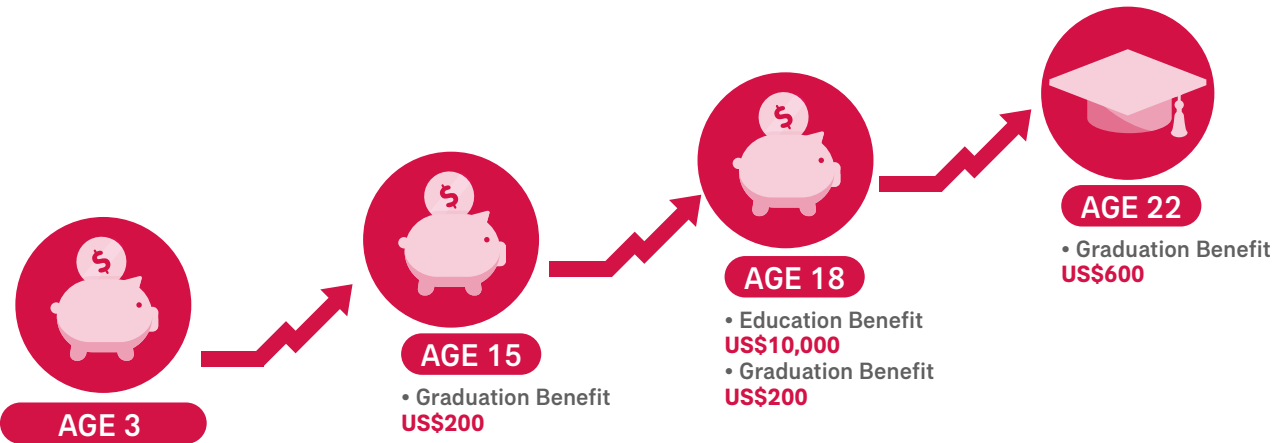 AGE 3
AGE 15
• Graduation Benefit
US$200
AGE 18
• Education Benefit
US$10,000
• Graduation Benefit
US$200
AGE 22
• Graduation Benefit
US$600